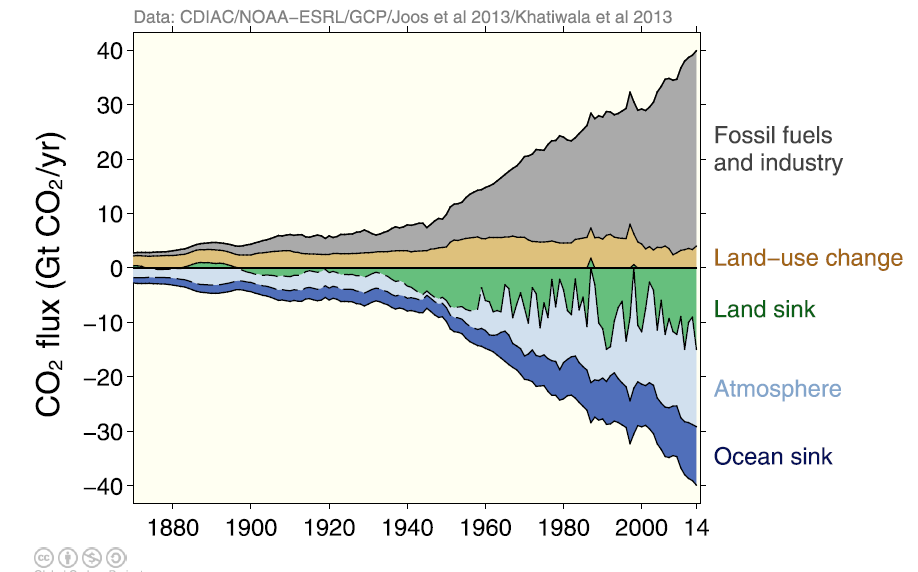 Data: CDIAC/NOAA−ESRL/GCP/Joos et al 2013/Khatiwala et al 2013
CO₂ flux (Gt CO₂/yr)
40
30
20
10
0
−10
−20
−30
−40
Fossil fuels
and industry
Land−use change
Land sink
Atmosphere
Ocean sink
1880 1900 1920 1940 1960 1980 2000 14
cc